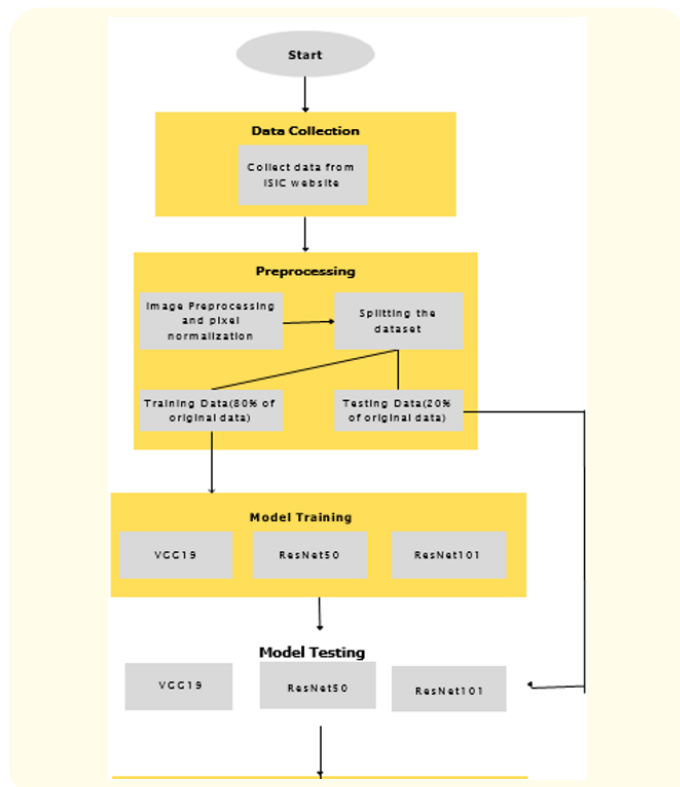 Start
Data Collection
Collect data from
ISIC website
Preprocessing
Image Preprocessing
and pixel
normalization
Splitting the
dataset
Training Data(80% of
original data)
Testing Data(20%
of original data)
Model Training
VGG19
ResNet50
ResNet101
Model Testing
VGG19
ResNet50
ResNet101